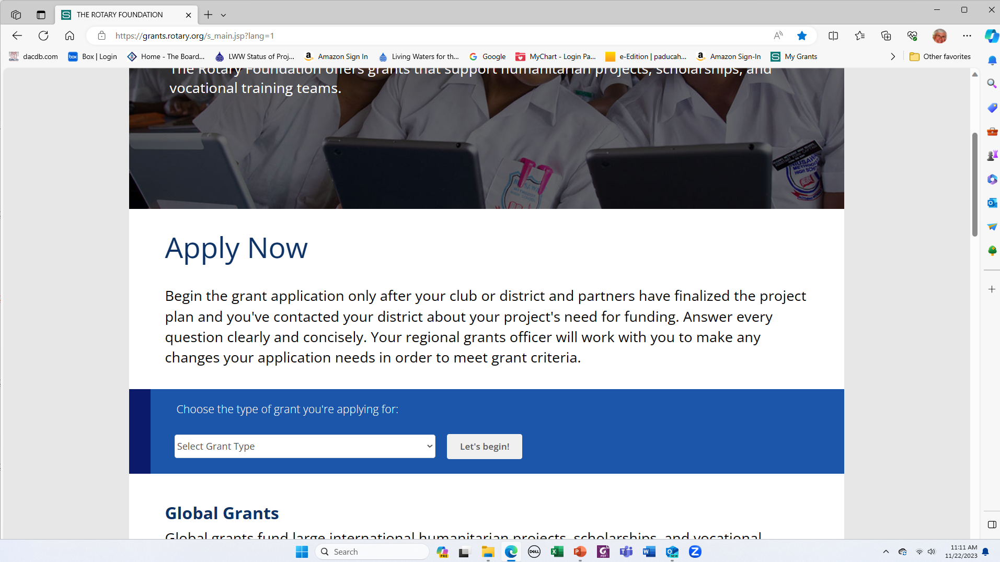 THE ROTARY FOUNDATION
https://grants.rotary.org/s_main.jsp?lang=1
dacdb.com
Box | Login
Home - The Board...
LWW Status of Proj...
Amazon Sign In
Living Waters for th...
Google
MyChart - Login Pa...
e-Edition | paducah...
Amazon Sign-In
My Grants
Other favorites
The Rotary Foundation offers grants that support humanitarian projects, scholarships, and
vocational training teams.
METHODIST
HIGH SCHOOL
Apply Now
Begin the grant application only after your club or district and partners have finalized the project
plan and you've contacted your district about your project's need for funding. Answer every
question clearly and concisely. Your regional grants officer will work with you to make any
changes your application needs in order to meet grant criteria.
Choose the type of grant you're applying for:
Select Grant Type
Let's begin!
Global Grants
Global grants fund large international humanitarian projects, scholarships, and vocational
Search
11:11 AM
11/22/2023